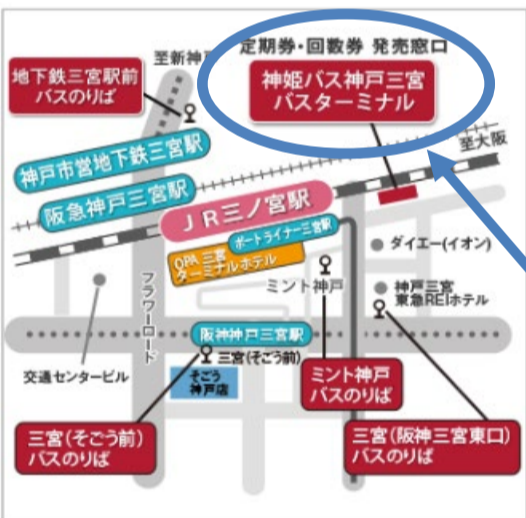 至新神戸
定期券・回数券 発売窓口
地下鉄三宮駅前
バスのりば
神姫バス神戸三宮
バスターミナル
至大阪
神戸市営地下鉄三宮駅
阪急神戸三宮駅
JR三ノ宮駅
ポートライナー三宮駅
OPA 三宮
ターミナルホテル
ダイエー(イオン)
ミント神戸
神戸三宮
東急REIホテル
フラワーロード
阪神神戸三宮駅
三宮(そごう前)
交通センタービル
そごう
神戸店
ミント神戸
バスのりば
三宮(そごう前)
バスのりば
三宮(阪神三宮東口)
バスのりば